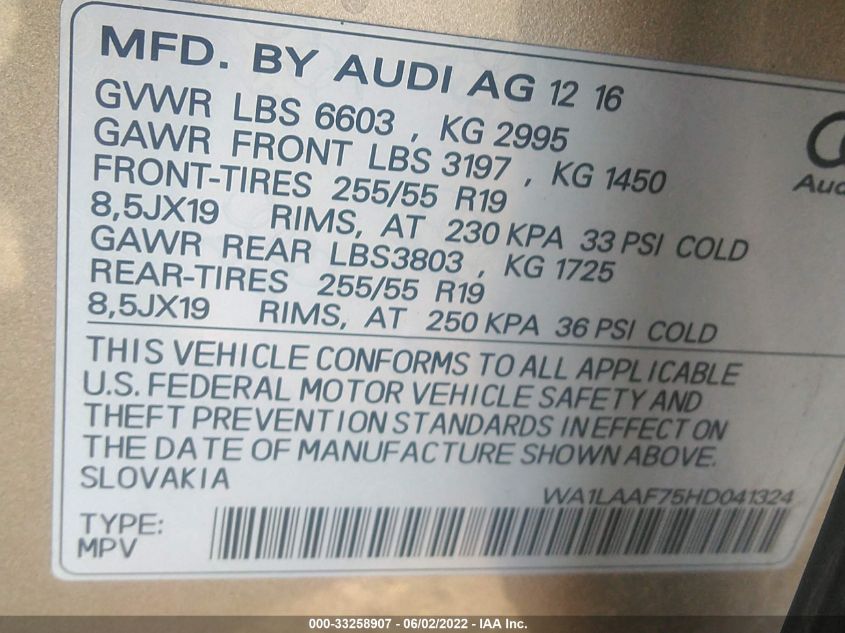 MFD. BY AUDI AG 12 16
GVWR LBS 6603 , KG 2995
GAWR FRONT LBS 3197 , KG 1450
FRONT-TIRES 255/55 R19
8,5JX19 RIMS, AT 230 KPA 33 PSI COLD
GAWR REAR LBS3803 , KG 1725
REAR-TIRES 255/55 R19
8,5JX19 RIMS, AT 250 KPA 36 PSI COLD
THIS VEHICLE CONFORMS TO ALL APPLICABLE
U.S. FEDERAL MOTOR VEHICLE SAFETY AND
THEFT PREVENTION STANDARDS IN EFFECT ON
THE DATE OF MANUFACTURE SHOWN ABOVE.
SLOVAKIA
WA1LAAF75HD041324
TYPE:
MPV
Aud
000-33258907 - 06/02/2022 - IAA Inc.